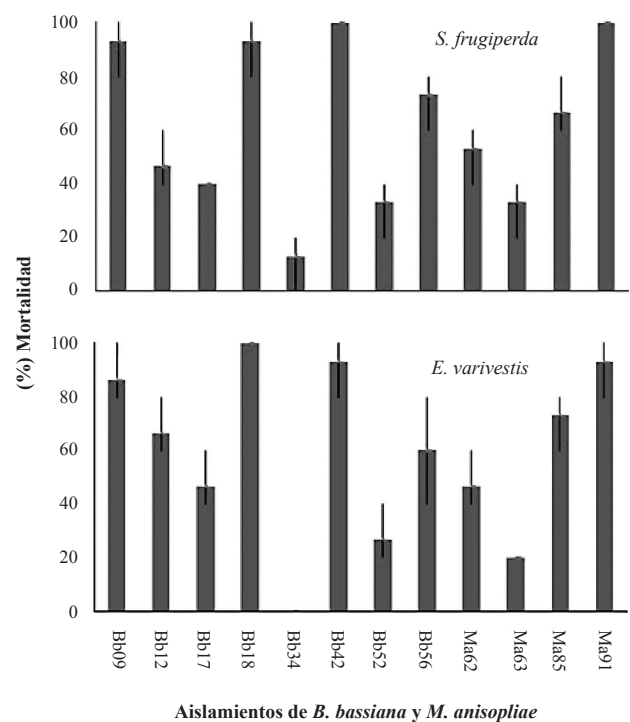 (%) Mortalidad
S. frugiperda
100
80
60
40
20
0
E. varivestis
100
80
60
40
20
0
Bb09
Bb12
Bb17
Bb18
Bb34
Bb42
Bb52
Bb56
Ma62
Ma63
Ma85
Ma91
Aislamientos de B. bassiana y M. anisopliae